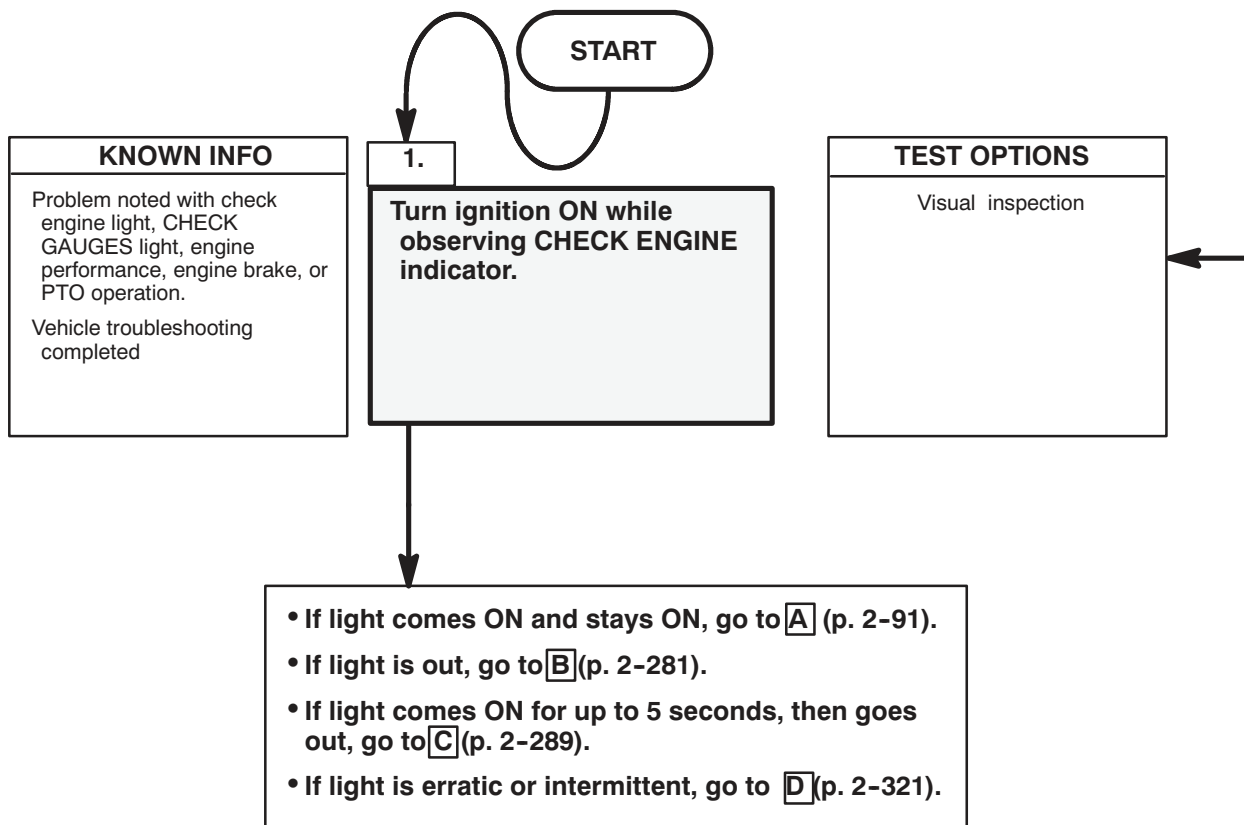 START
KNOWN INFO
Problem noted with check
engine light, CHECK
GAUGES light, engine
performance, engine brake, or
PTO operation.
Vehicle troubleshooting
completed
1.
Turn ignition ON while
observing CHECK ENGINE
indicator.
TEST OPTIONS
Visual inspection
• If light comes ON and stays ON, go to A (p. 2-91).
• If light is out, go to B (p. 2-281).
• If light comes ON for up to 5 seconds, then goes
out, go to C (p. 2-289).
• If light is erratic or intermittent, go to D (p. 2-321).